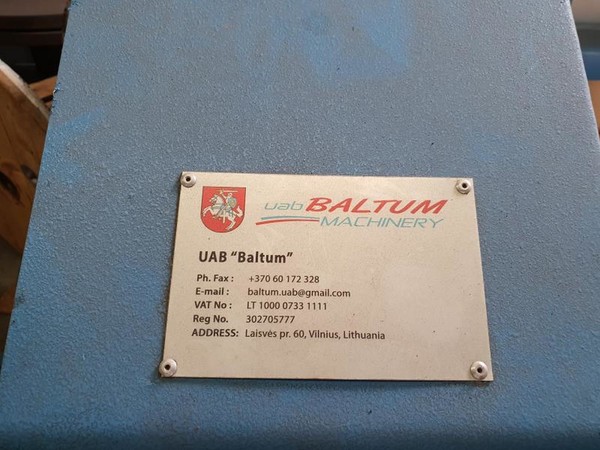 uab BALTUM
MACHINERY
UAB “Baltum”
Ph. Fax : +370 60 172 328
E-mail : baltum.uab@gmail.com
VAT No : LT 1000 0733 1111
Reg No. 302705777
ADDRESS: Laisvės pr. 60, Vilnius, Lithuania